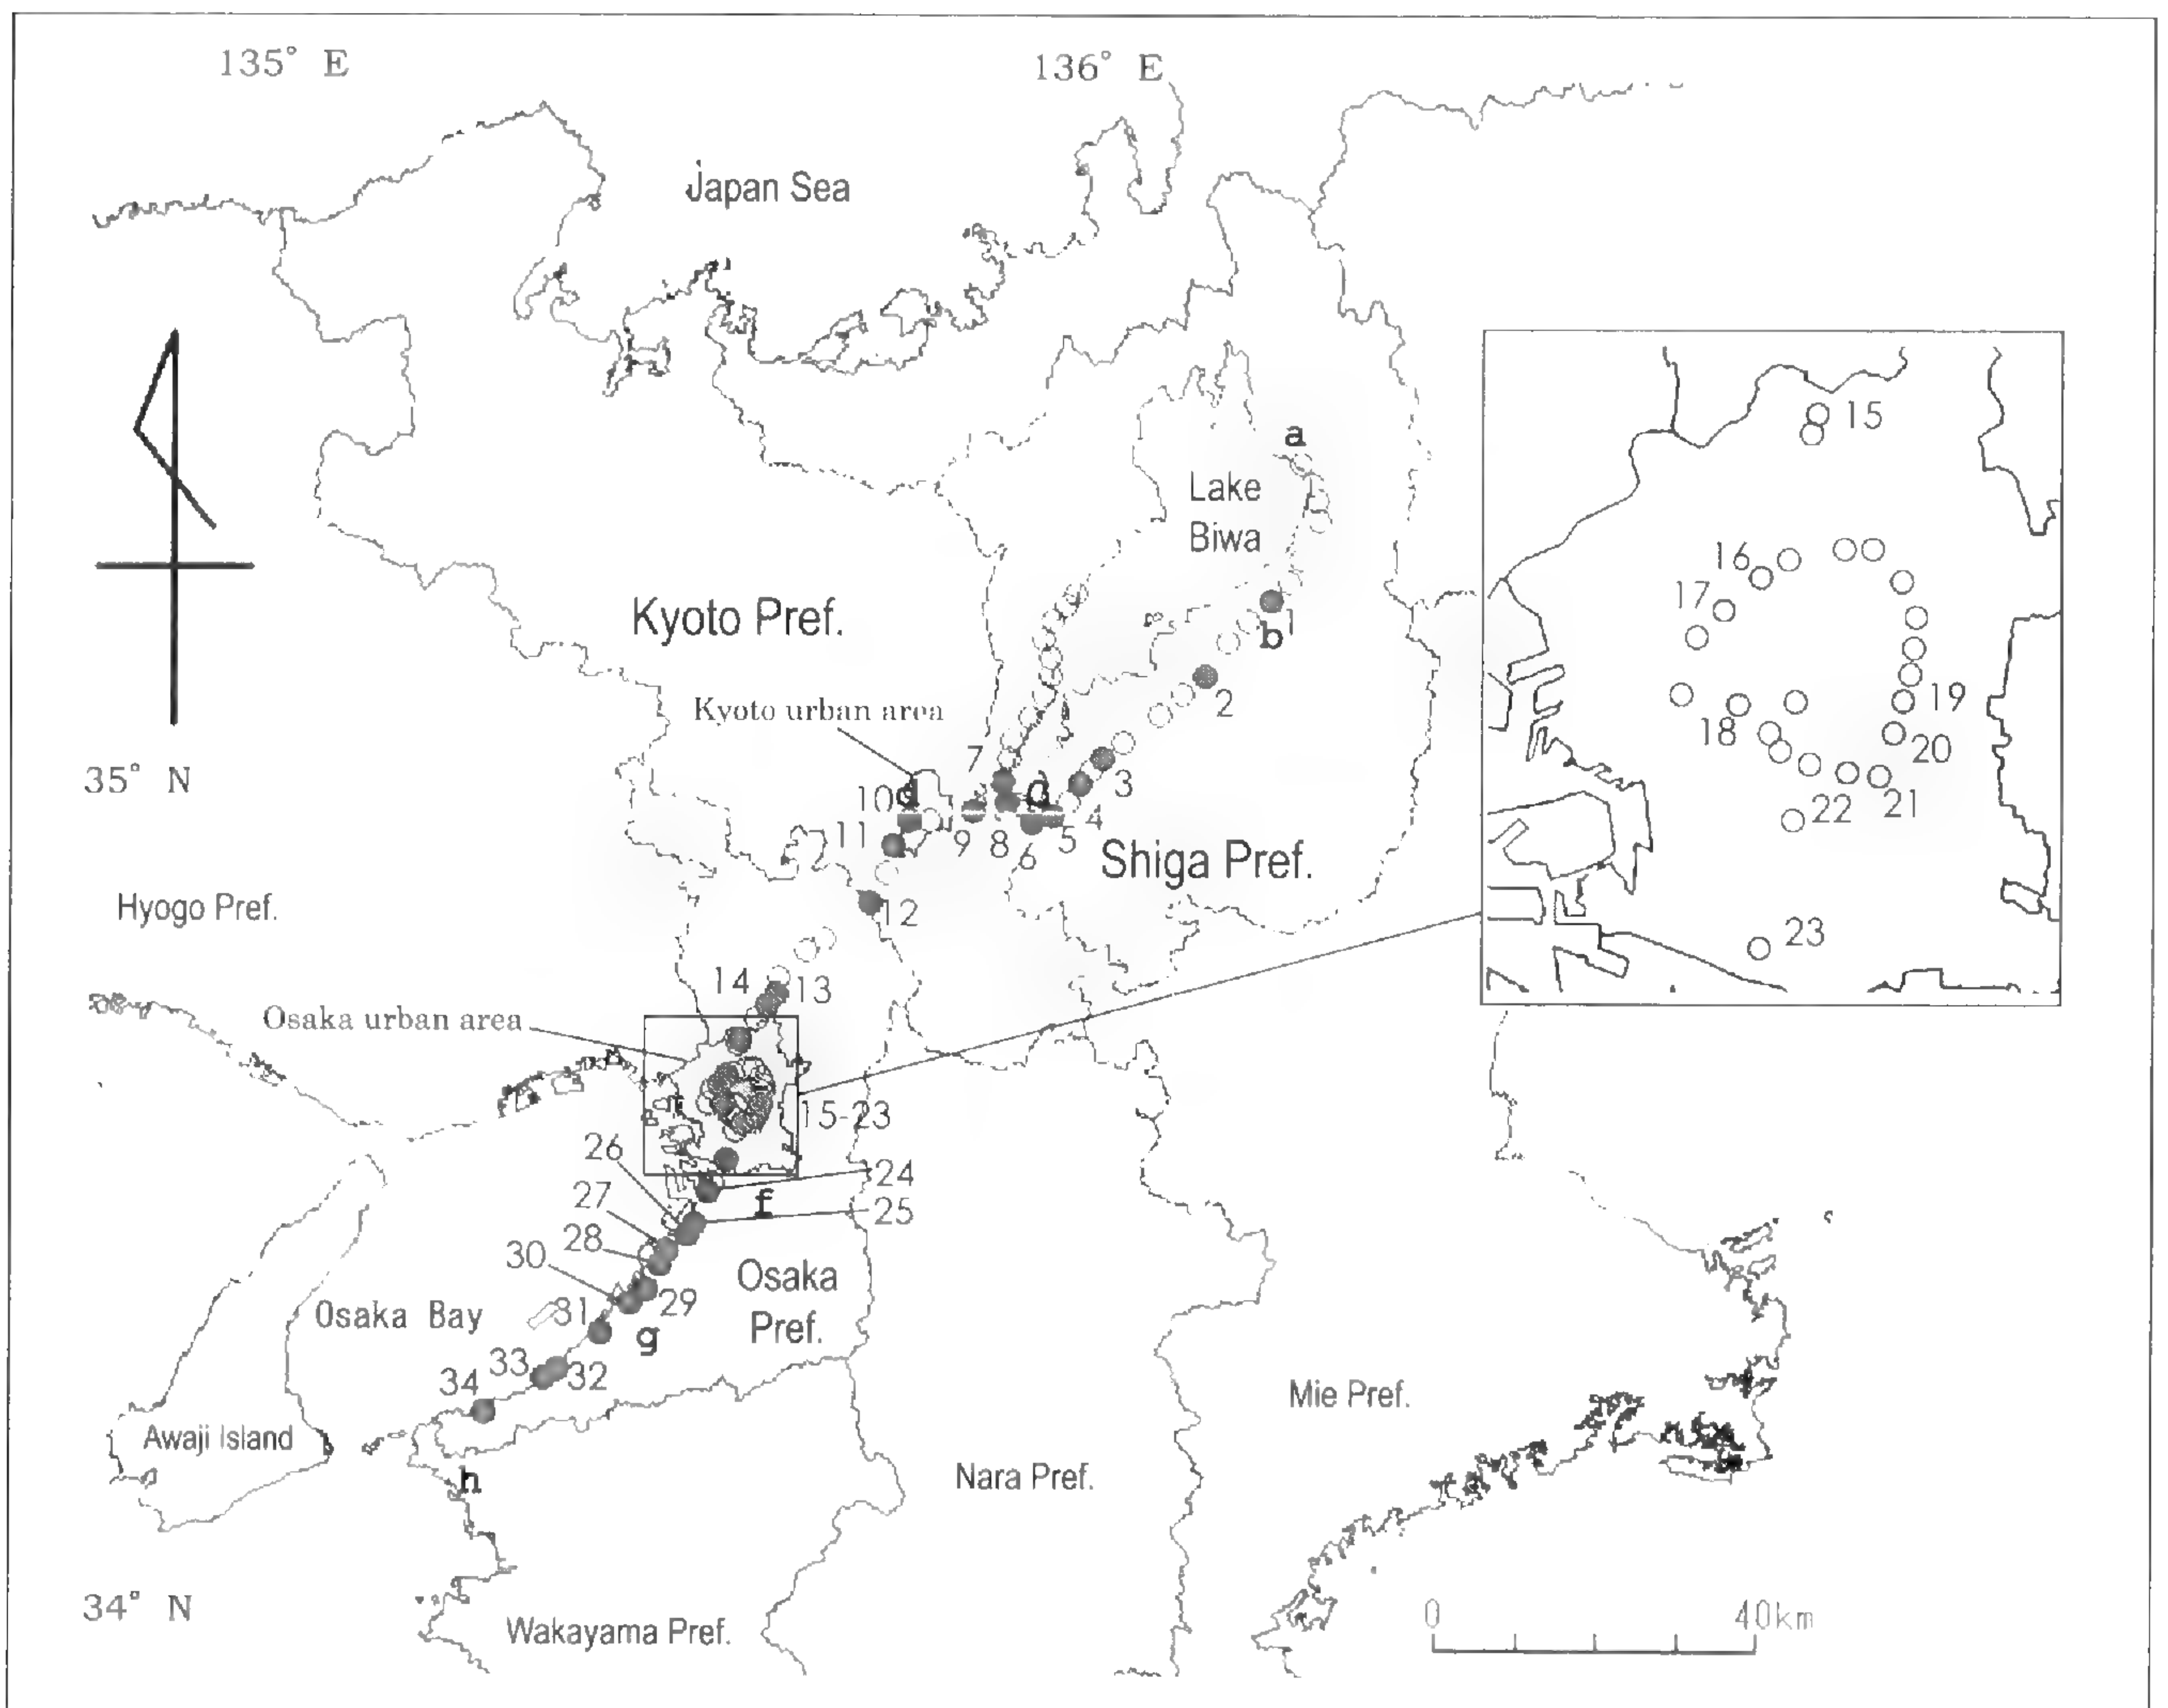 135° E
136° E
Japan Sea
a
Lake
Biwa
15
16
17
Kyoto Pref.
b
2
Kyoto urban area
18
19
20
7
3
35° N
10
d
4
21
22
11
9
8
5
6
Shiga Pref.
Hyogo Pref.
12
23
14
13
Osaka urban area
15-23
26
24
27
f
25
30
28
Osaka
Pref.
29
Osaka Bay
31
g
33
32
34
Mie Pref.
Awaji Island
h
Nara Pref.
34° N
Wakayama Pref.
0
40km